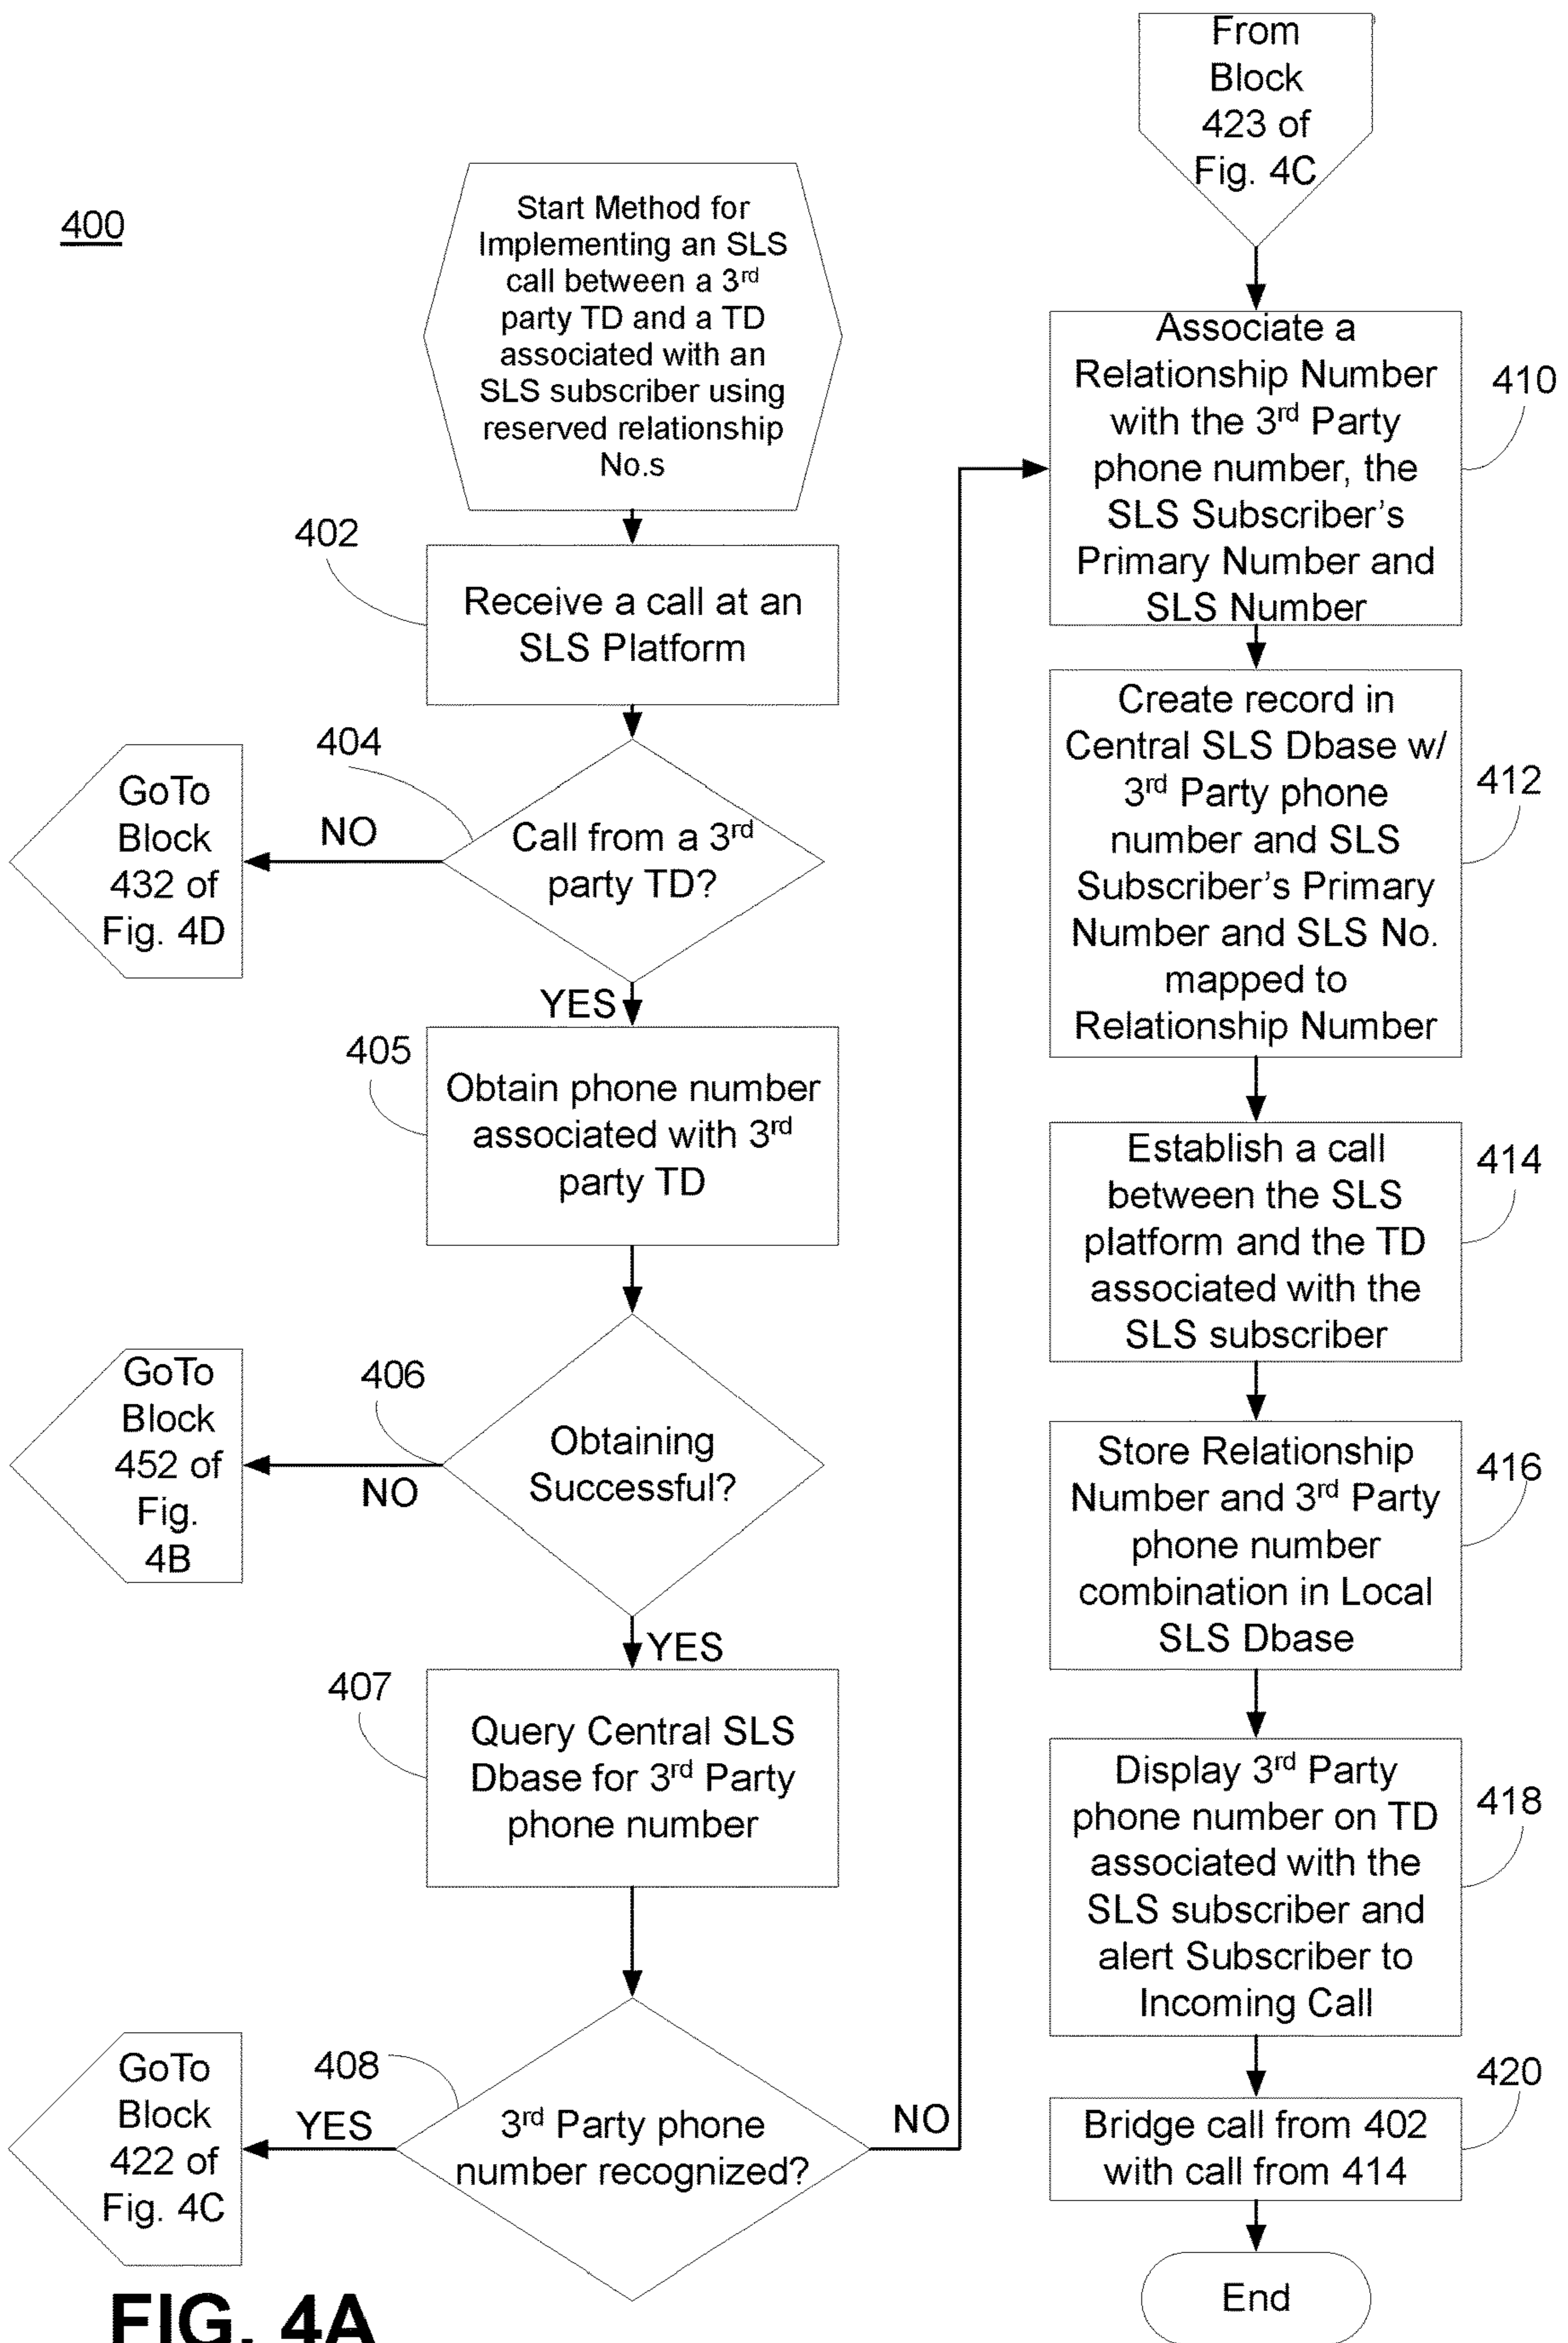 400
Start Method for
Implementing an SLS
call between a 3rd
party TD and a TD
associated with an
SLS subscriber using
reserved relationship
No.s
402
Receive a call at an
SLS Platform
404
Call from a 3rd
party TD?
NO
GoTo
Block
432 of
Fig. 4D
YES
405
Obtain phone number
associated with 3rd
party TD
406
Obtaining
Successful?
NO
GoTo
Block
452 of
Fig.
4B
YES
407
Query Central SLS
Dbase for 3rd Party
phone number
408
3rd Party phone
number recognized?
YES
GoTo
Block
422 of
Fig. 4C
NO
From
Block
423 of
Fig. 4C
Associate a
Relationship Number
with the 3rd Party
phone number, the
SLS Subscriber's
Primary Number and
SLS Number
410
Create record in
Central SLS Dbase w/
3rd Party phone
number and SLS
Subscriber's Primary
Number and SLS No.
mapped to
Relationship Number
412
Establish a call
between the SLS
platform and the TD
associated with the
SLS subscriber
414
Store Relationship
Number and 3rd Party
phone number
combination in Local
SLS Dbase
416
Display 3rd Party
phone number on TD
associated with the
SLS subscriber and
alert Subscriber to
Incoming Call
418
Bridge call from 402
with call from 414
420
End
FIG. 4A